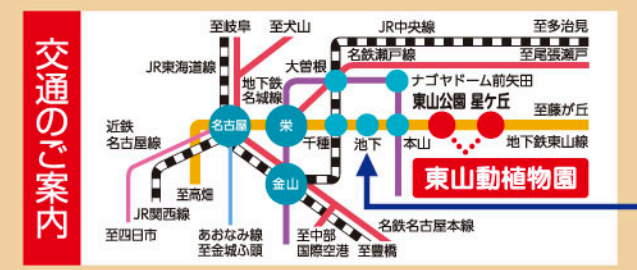 交通のご案内
至岐阜
至犬山
JR中央線
至多治見
名鉄瀬戸線
至尾張瀬戸
JR東海道線
大曽根
地下鉄
名城線
ナゴヤドーム前矢田
東山公園 星ケ丘
至藤が丘
近鉄
名古屋線
名古屋
栄
千種
池下
本山
地下鉄東山線
金山
東山動植物園
至高畑
JR関西線
至四日市
あおなみ線
至金城ふ頭
至中部
国際空港
至豊橋
名鉄名古屋本線